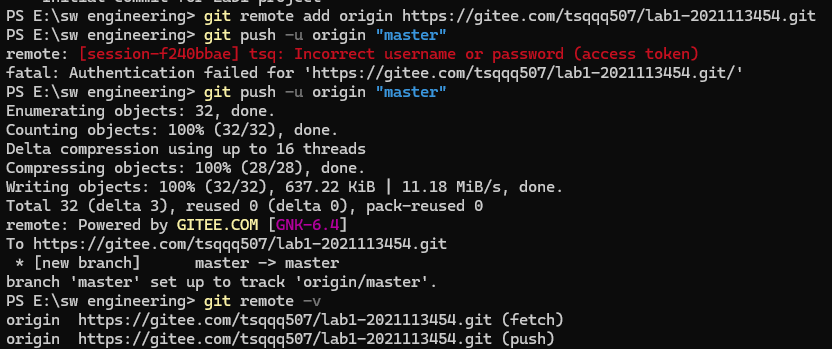 Initial commit for Lab1 project
PS E:\sw engineering> git remote add origin https://gitee.com/tsqqq507/lab1-2021113454.git
PS E:\sw engineering> git push -u origin "master"
remote: [session-f240bbae] tsq: Incorrect username or password (access token)
fatal: Authentication failed for 'https://gitee.com/tsqqq507/lab1-2021113454.git/'
PS E:\sw engineering> git push -u origin "master"
Enumerating objects: 32, done.
Counting objects: 100% (32/32), done.
Delta compression using up to 16 threads
Compressing objects: 100% (28/28), done.
Writing objects: 100% (32/32), 637.22 KiB | 11.18 MiB/s, done.
Total 32 (delta 3), reused 0 (delta 0), pack-reused 0
remote: Powered by GITEE.COM [GNK-6.4]
To https://gitee.com/tsqqq507/lab1-2021113454.git
 * [new branch]      master -> master
branch 'master' set up to track 'origin/master'.
PS E:\sw engineering> git remote -v
origin  https://gitee.com/tsqqq507/lab1-2021113454.git (fetch)
origin  https://gitee.com/tsqqq507/lab1-2021113454.git (push)